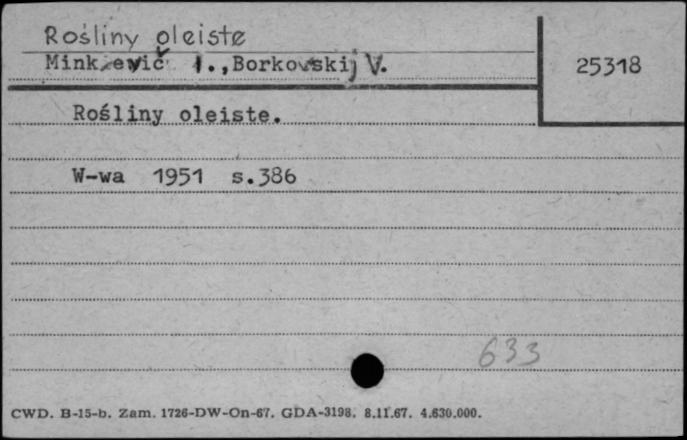 Rośliny oleiste
Minkevič I., Borkovskij V.
25318
Rośliny oleiste.
W-wa 1951 s.386
633
CWD. B-15-b. Zam. 1726-DW-On-67. GDA-3198. 8.11.67. 4.630.000.